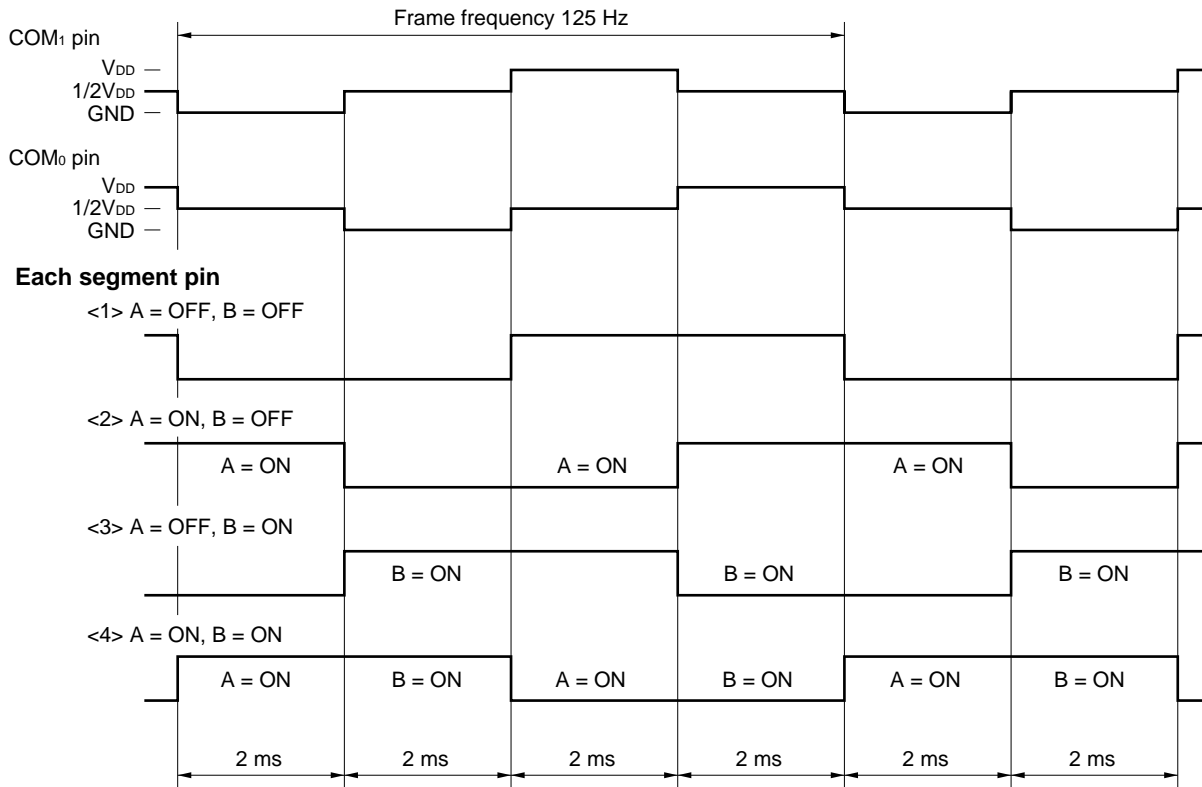 Frame frequency 125 Hz
COM1 pin
VDD
1/2VDD
GND
COM0 pin
VDD
1/2VDD
GND
Each segment pin
<1> A = OFF, B = OFF
<2> A = ON, B = OFF
A = ON A = ON A = ON
<3> A = OFF, B = ON
B = ON B = ON B = ON
<4> A = ON, B = ON
A = ON B = ON A = ON B = ON A = ON B = ON
2 ms 2 ms 2 ms 2 ms 2 ms 2 ms